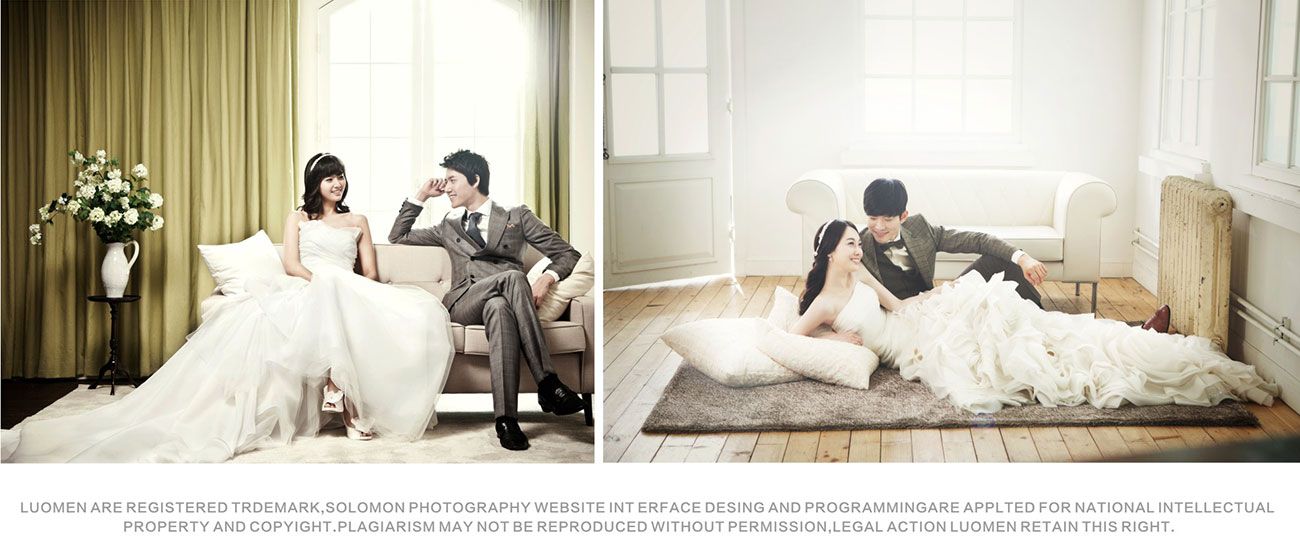 LUOMEN ARE REGISTERED TRDEMARK,SOLOMON PHOTOGRAPHY WEBSITE INT ERFACE DESING AND PROGRAMMINGARE APPLTED FOR NATIONAL INTELLECTUAL
PROPERTY AND COPYIGHT.PLAGIARISM MAY NOT BE REPRODUCED WITHOUT PERMISSION,LEGAL ACTION LUOMEN RETAIN THIS RIGHT.